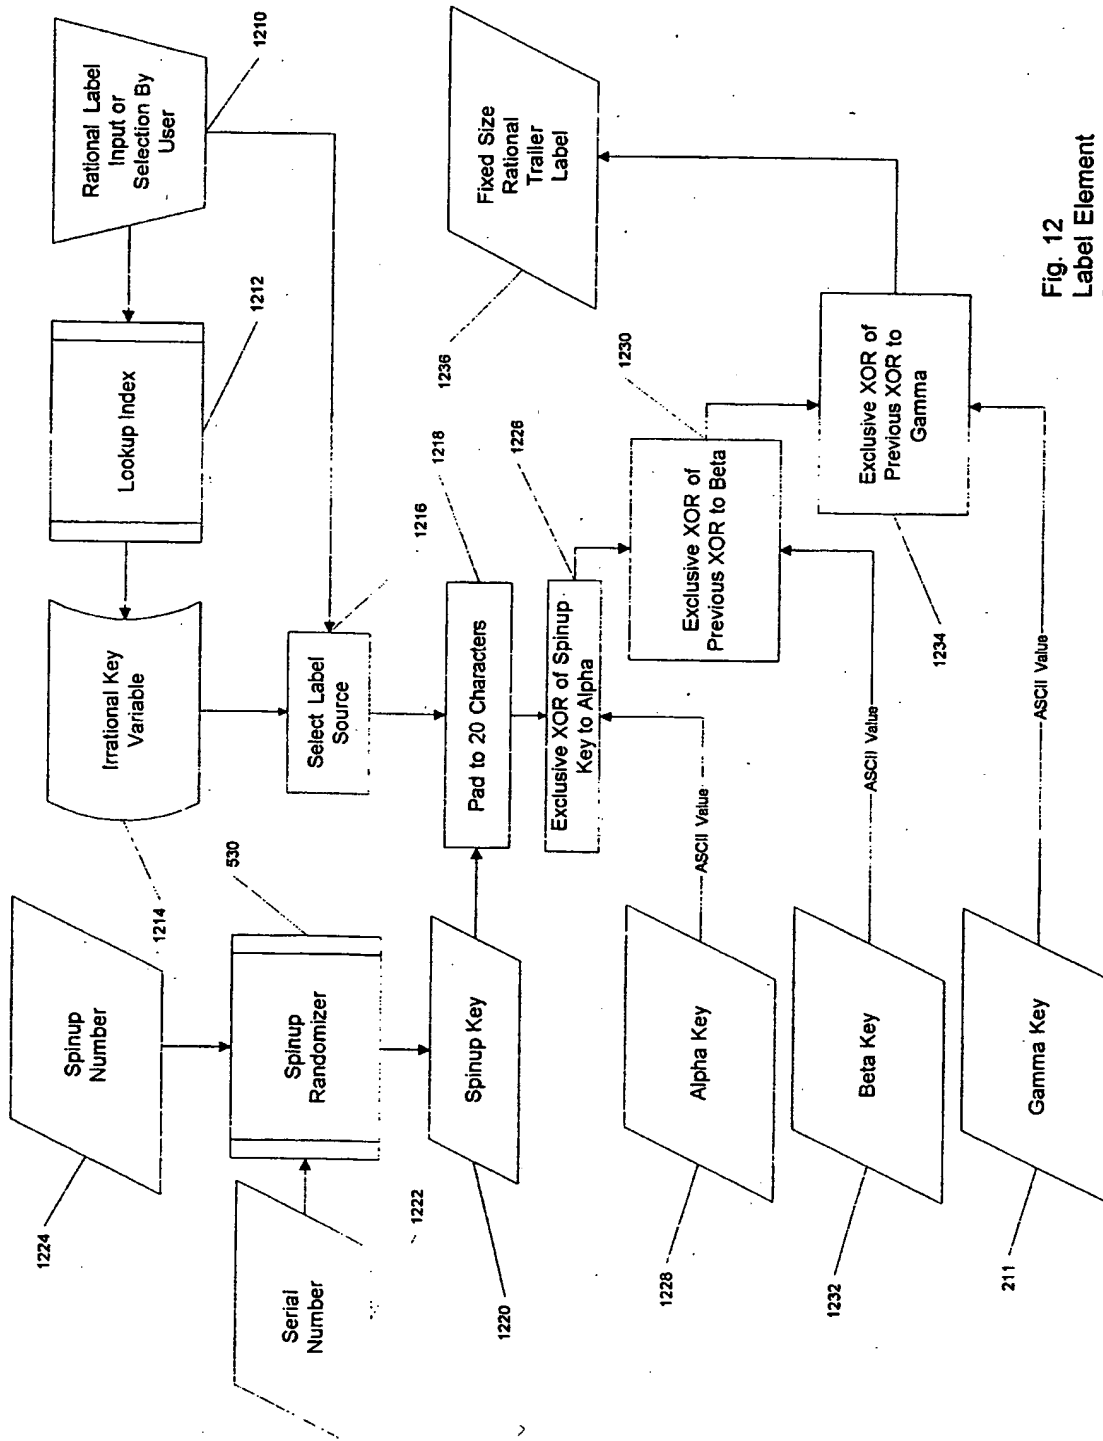 1224
Spinup
Number
1214
Irrational Key
Variable
Lookup Index
1212
Rational Label
Input or
Selection By
User
1210
Serial
Number
1222
Spinup
Randomizer
530
Select Label
Source
1216
1220
Spinup Key
Pad to 20 Characters
1218
Exclusive XOR of Spinup
Key to Alpha
1226
1228
Alpha Key
ASCII Value
Exclusive XOR of
Previous XOR to Beta
1230
1236
Fixed Size
Rational
Trailer
Label
1232
Beta Key
ASCII Value
1234
Exclusive XOR of
Previous XOR to
Gamma
211
Gamma Key
ASCII Value
Fig. 12
Label Element